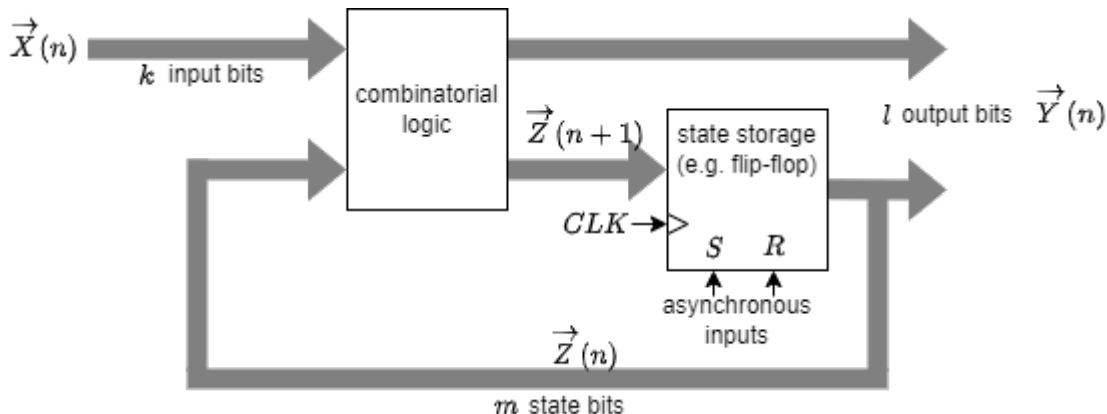 X⃗(n)
k input bits
combinatorial
logic
Z⃗(n+1)
state storage
(e.g. flip-flop)
CLK
S R
asynchronous
inputs
l output bits Y⃗(n)
Z⃗(n)
m state bits